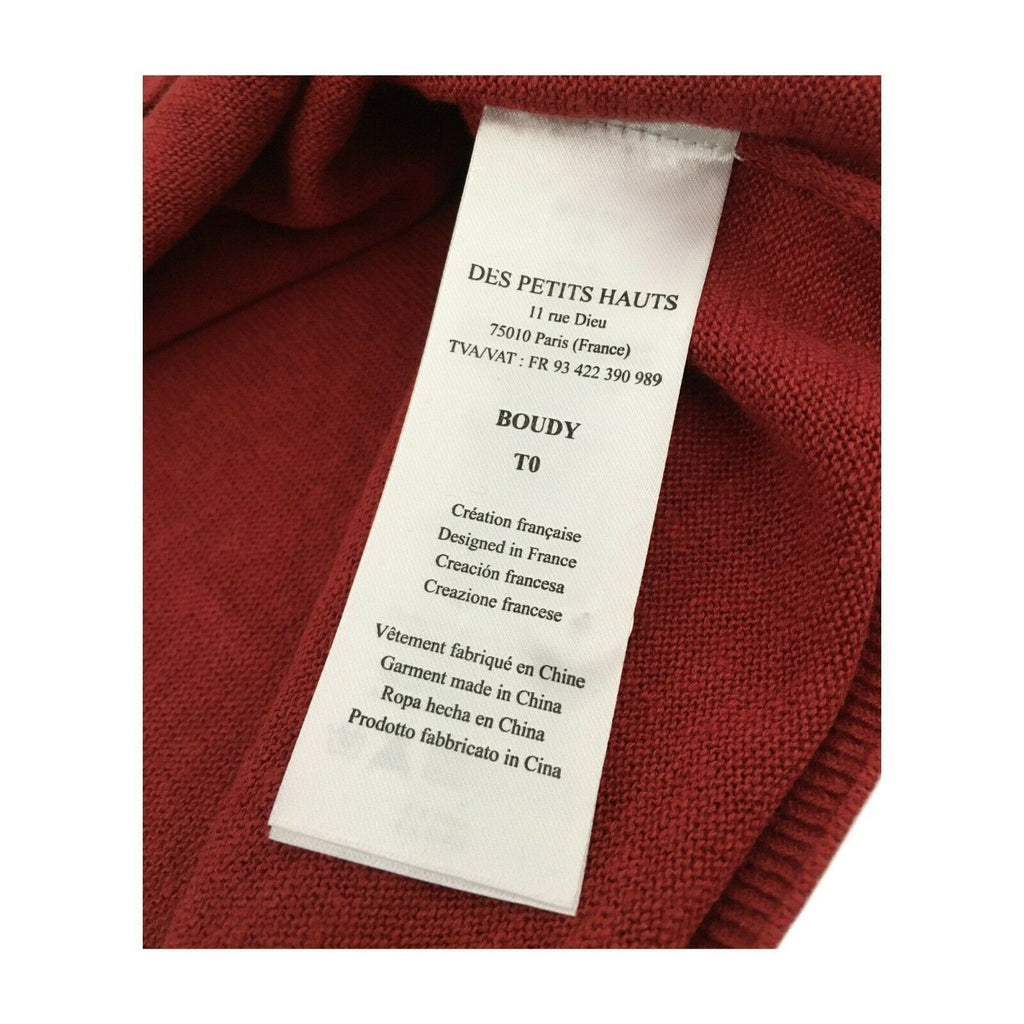 DES PETITS HAUTS
11 rue Dieu
75010 Paris (France)
TVA/VAT : FR 93 422 390 989
BOUDY
T0
Création française
Designed in France
Creación francesa
Creazione francese
Vêtement fabriqué en Chine
Garment made in China
Ropa hecha en China
Prodotto fabbricato in Cina